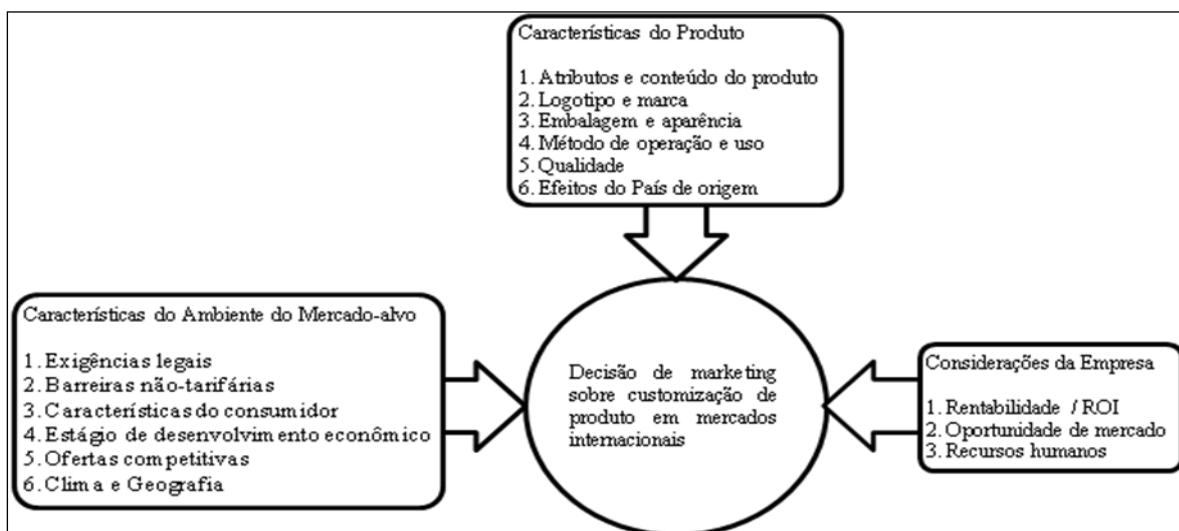 Características do Produto
1. Atributos e conteúdo do produto
2. Logotipo e marca
3. Embalagem e aparência
4. Método de operação e uso
5. Qualidade
6. Efeitos do País de origem
Características do Ambiente do Mercado-alvo
1. Exigências legais
2. Barreiras não-tarifárias
3. Características do consumidor
4. Estágio de desenvolvimento econômico
5. Ofertas competitivas
6. Clima e Geografia
Decisão de marketing
sobre customização de
produto em mercados
internacionais
Considerações da Empresa
1. Rentabilidade / ROI
2. Oportunidade de mercado
3. Recursos humanos